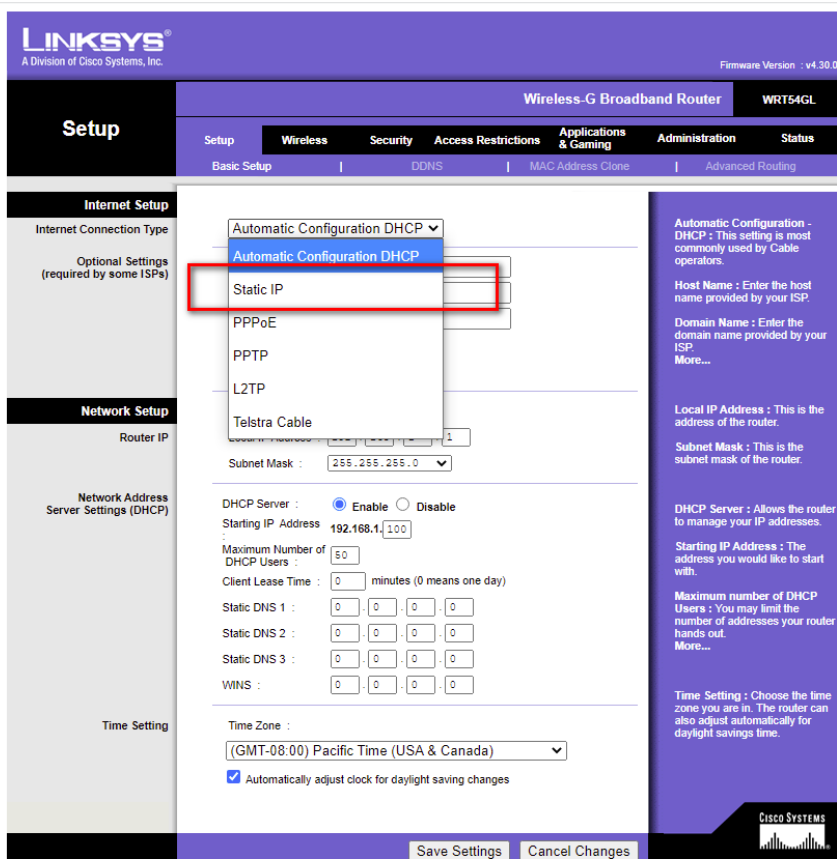 LINKSYS®
A Division of Cisco Systems, Inc.
Firmware Version : v4.30.0
Wireless-G Broadband Router WRT54GL
Setup
Setup Wireless Security Access Restrictions Applications & Gaming Administration Status
Basic Setup | DDNS | MAC Address Clone | Advanced Routing
Internet Setup
Internet Connection Type
Automatic Configuration DHCP
Optional Settings
(required by some ISPs)
Automatic Configuration DHCP
Static IP
PPPoE
PPTP
L2TP
Telstra Cable
Network Setup
Router IP
Local IP Address : 1
Subnet Mask : 255.255.255.0
Network Address
Server Settings (DHCP)
DHCP Server : Enable Disable
Starting IP Address : 192.168.1. 100
Maximum Number of
DHCP Users : 50
Client Lease Time : 0 minutes (0 means one day)
Static DNS 1 : 0 . 0 . 0 . 0
Static DNS 2 : 0 . 0 . 0 . 0
Static DNS 3 : 0 . 0 . 0 . 0
WINS : 0 . 0 . 0 . 0
Time Setting
Time Zone :
(GMT-08:00) Pacific Time (USA & Canada)
Automatically adjust clock for daylight saving changes
Automatic Configuration -
DHCP : This setting is most
commonly used by Cable
operators.
Host Name : Enter the host
name provided by your ISP.
Domain Name : Enter the
domain name provided by your
ISP.
More...
Local IP Address : This is the
address of the router.
Subnet Mask : This is the
subnet mask of the router.
DHCP Server : Allows the router
to manage your IP addresses.
Starting IP Address : The
address you would like to start
with.
Maximum number of DHCP
Users : You may limit the
number of addresses your router
hands out.
More...
Time Setting : Choose the time
zone you are in. The router can
also adjust automatically for
daylight savings time.
Save Settings Cancel Changes
CISCO SYSTEMS